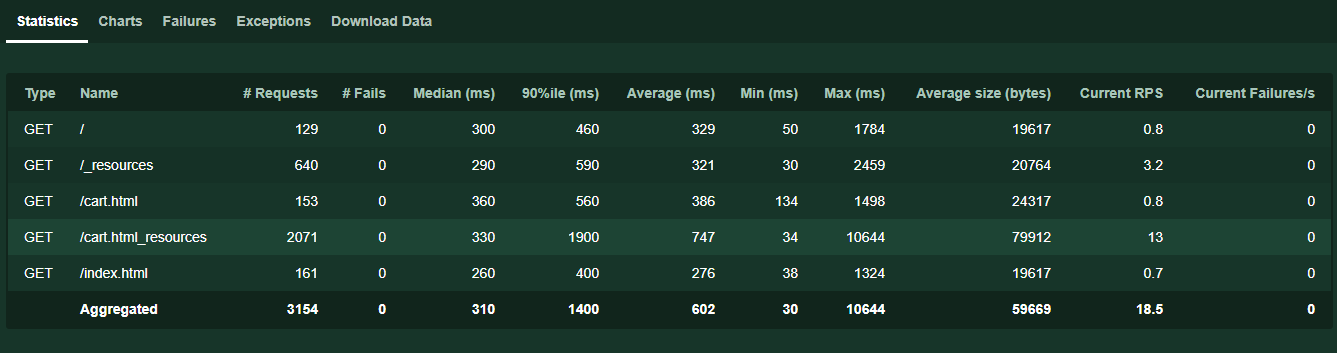 Statistics Charts Failures Exceptions Download Data
Type Name # Requests # Fails Median (ms) 90%ile (ms) Average (ms) Min (ms) Max (ms) Average size (bytes) Current RPS Current Failures/s
GET / 129 0 300 460 329 50 1784 19617 0.8 0
GET /_resources 640 0 290 590 321 30 2459 20764 3.2 0
GET /cart.html 153 0 360 560 386 134 1498 24317 0.8 0
GET /cart.html_resources 2071 0 330 1900 747 34 10644 79912 13 0
GET /index.html 161 0 260 400 276 38 1324 19617 0.7 0
Aggregated 3154 0 310 1400 602 30 10644 59669 18.5 0